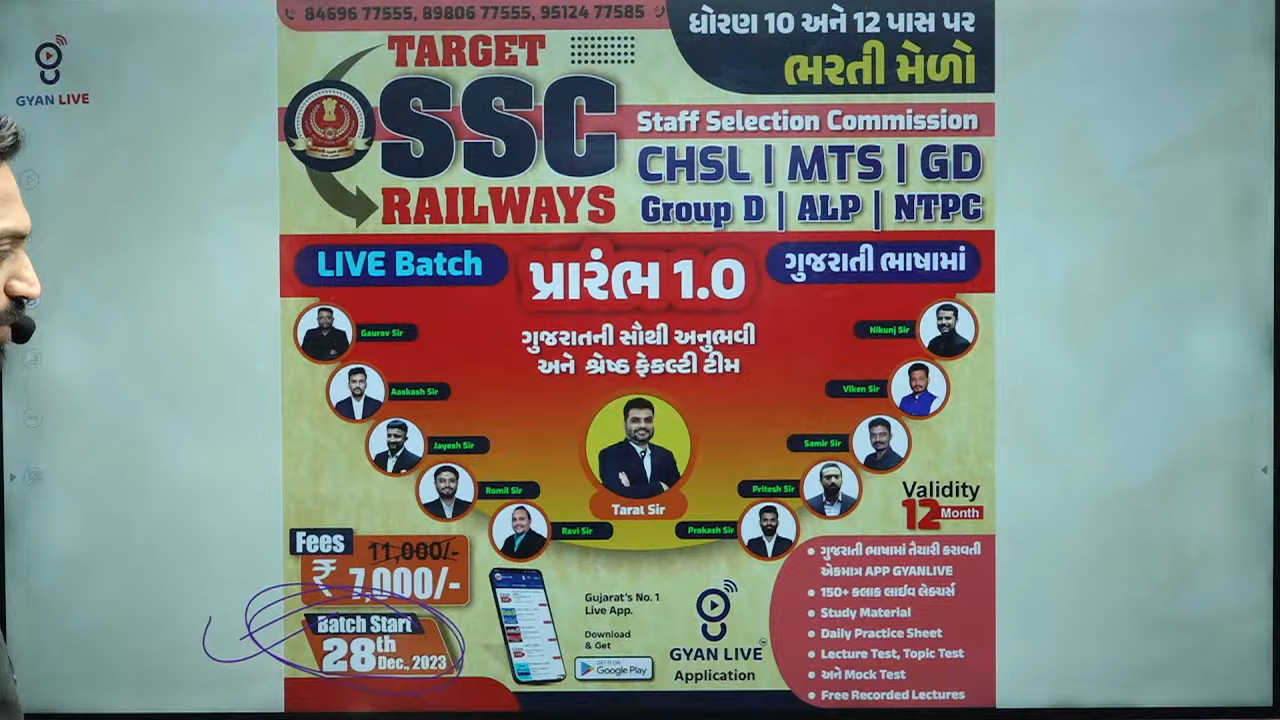 84696 77555, 89806 77555, 95124 77585
ધોરણ 10 અને 12 પાસ પર
ભરતી મેળો
GYAN LIVE
TARGET
SSC
RAILWAYS
Staff Selection Commission
CHSL | MTS | GD
Group D | ALP | NTPC
LIVE Batch
પ્રારંભ 1.0
ગુજરાતી ભાષામાં
ગુજરાતની સૌથી અનુભવી
અને શ્રેષ્ઠ ફેકલ્ટી ટીમ
Gaurav Sir
Aaskash Sir
Jayesh Sir
Romil Sir
Ravi Sir
Taral Sir
Prakash Sir
Pritesh Sir
Samir Sir
Viken Sir
Nikunj Sir
Validity
12 Month
Fees
11,000/-
₹ 7,000/-
Batch Start
28th
Dec., 2023
Gujarat's No. 1
Live App.
Download
& Get
GET IT ON
Google Play
GYAN LIVE
Application
• ગુજરાતી ભાષામાં તૈયારી કરાવતી
એકમાત્ર APP GYANLIVE
• 150+ કલાક લાઈવ લેક્ચર્સ
• Study Material
• Daily Practice Sheet
• Lecture Test, Topic Test
• અને Mock Test
• Free Recorded Lectures